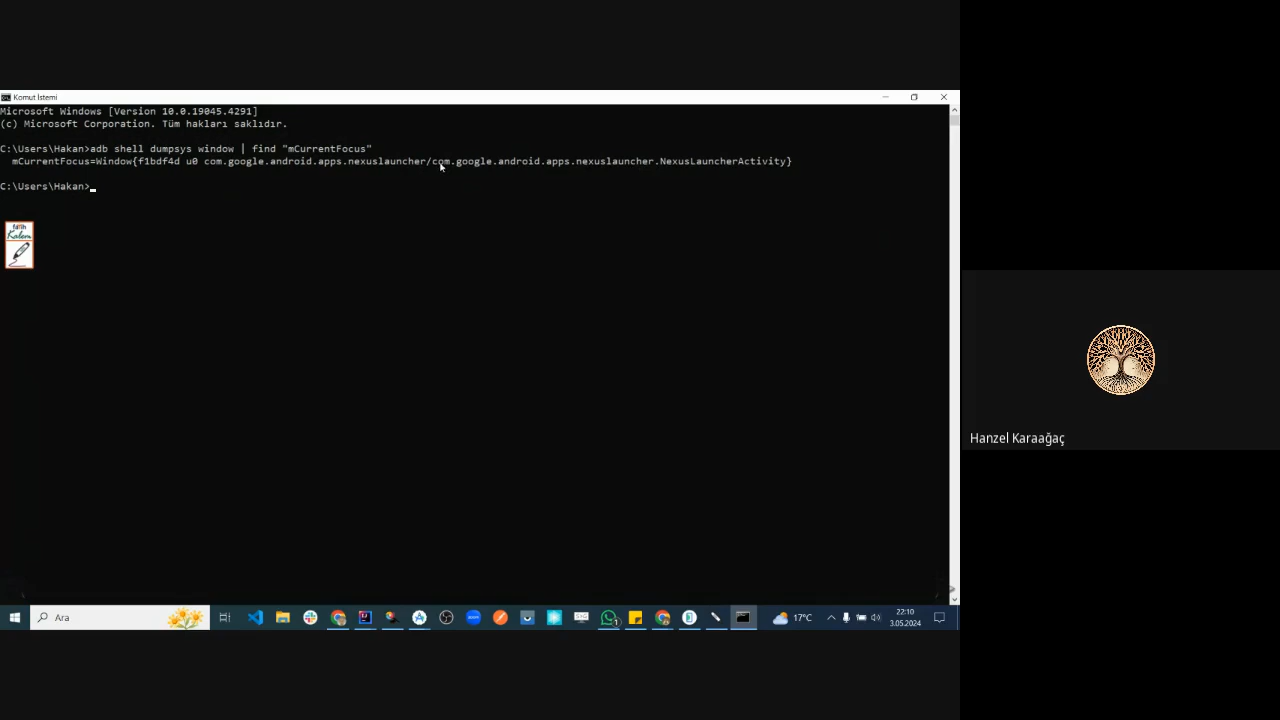 Komut İstemi
Microsoft Windows [Version 10.0.19045.4291]
(c) Microsoft Corporation. Tüm hakları saklıdır.
C:\Users\Hakan>adb shell dumpsys window | find "mCurrentFocus"
mCurrentFocus=Window{f1bdf4d u0 com.google.android.apps.nexuslauncher/com.google.android.apps.nexuslauncher.NexusLauncherActivity}
C:\Users\Hakan>
fatih
Kalem
Hanzel Karaağaç
Ara
17°C
22:10
3.05.2024